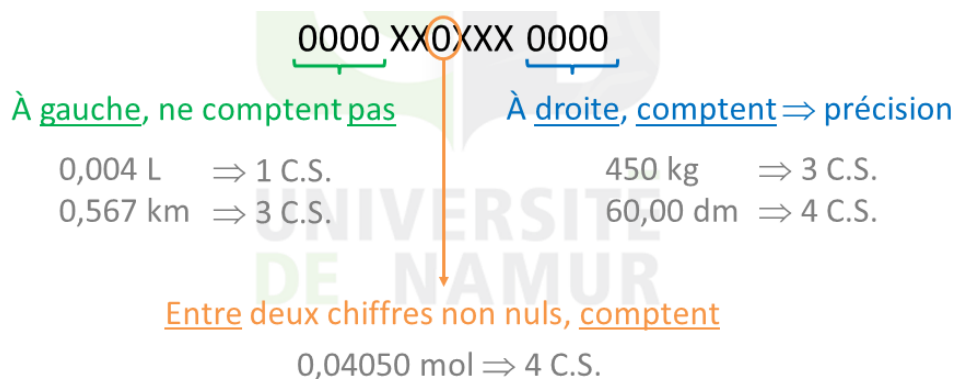 0000 XX0XXX 0000
À gauche, ne comptent pas
À droite, comptent ⇒ précision
0,004 L ⇒ 1 C.S.
0,567 km ⇒ 3 C.S.
450 kg ⇒ 3 C.S.
60,00 dm ⇒ 4 C.S.
UNIVERSITE
DE NAMUR
Entre deux chiffres non nuls, comptent
0,04050 mol ⇒ 4 C.S.